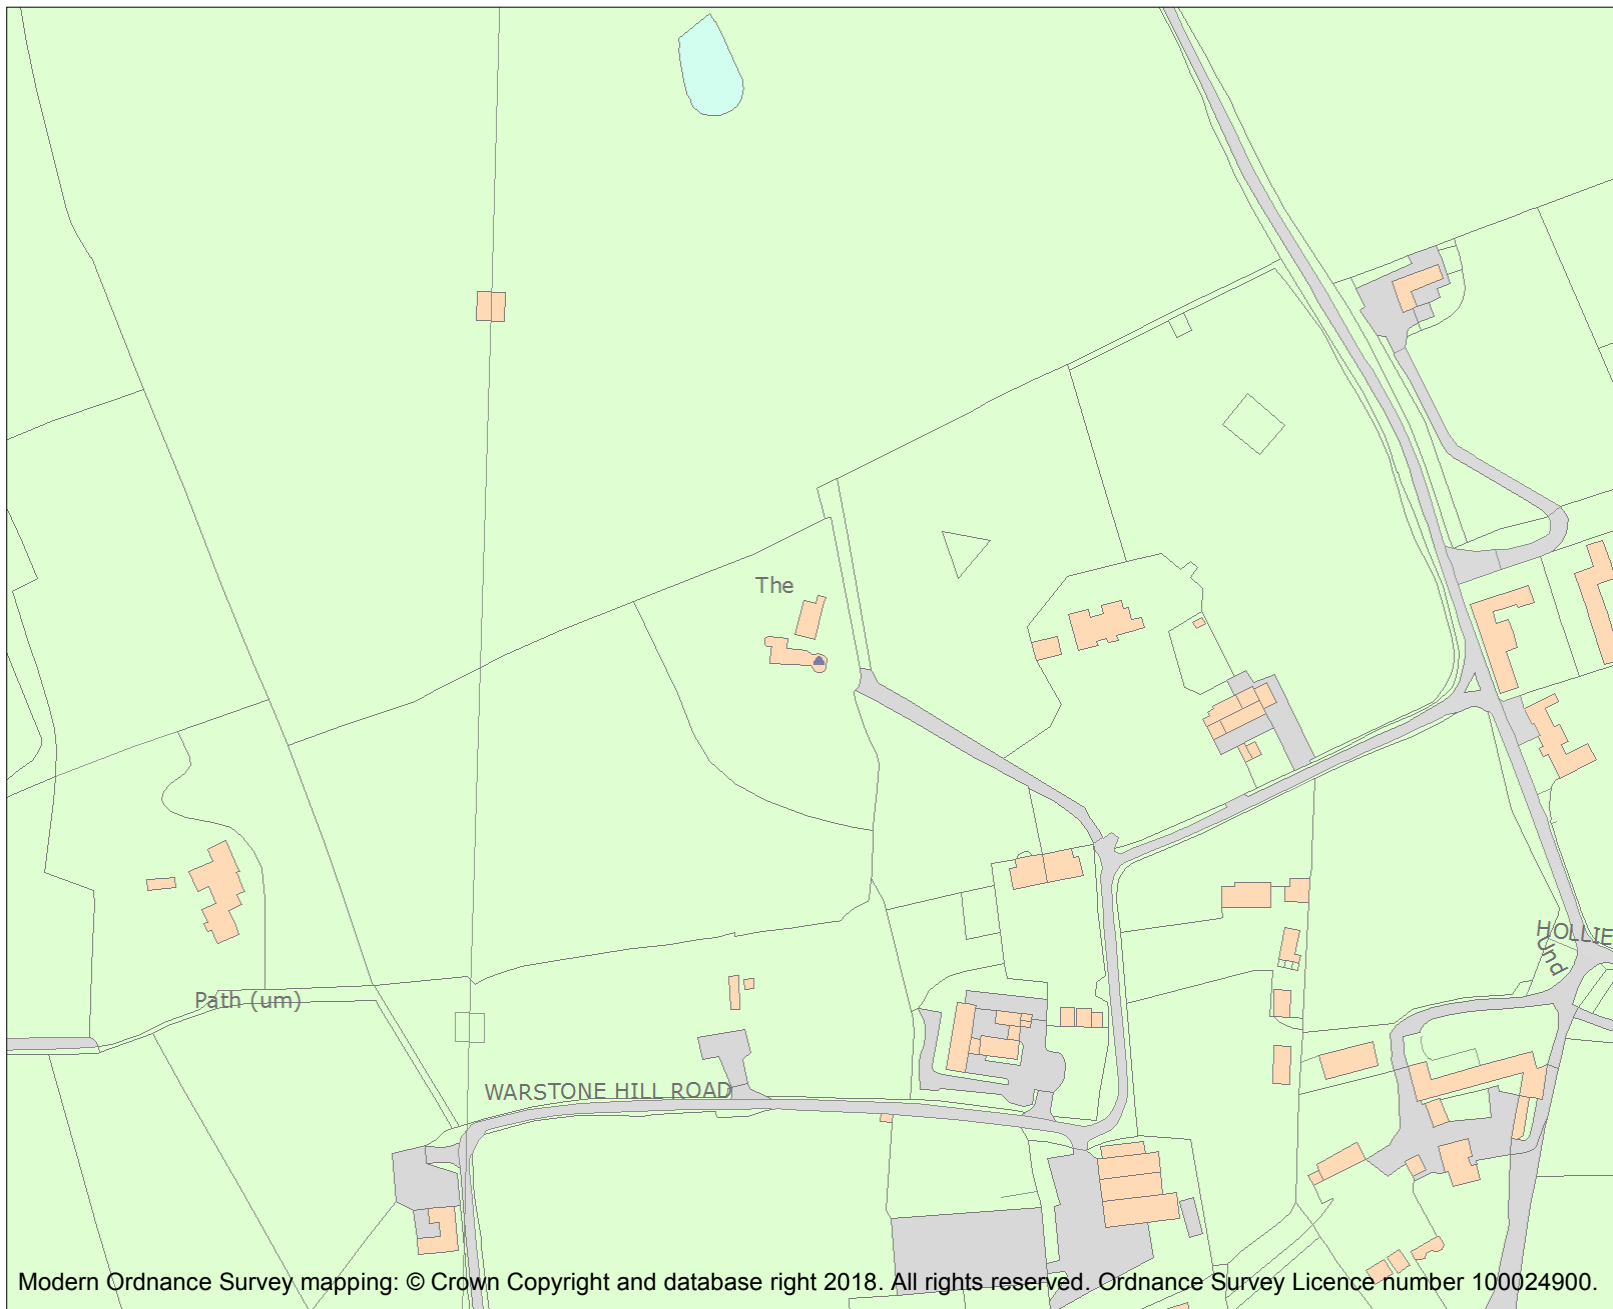 The
HOLLIE
Und
Path (um)
WARSTONE HILL ROAD
Modern Ordnance Survey mapping: © Crown Copyright and database right 2018. All rights reserved. Ordnance Survey Licence number 100024900.